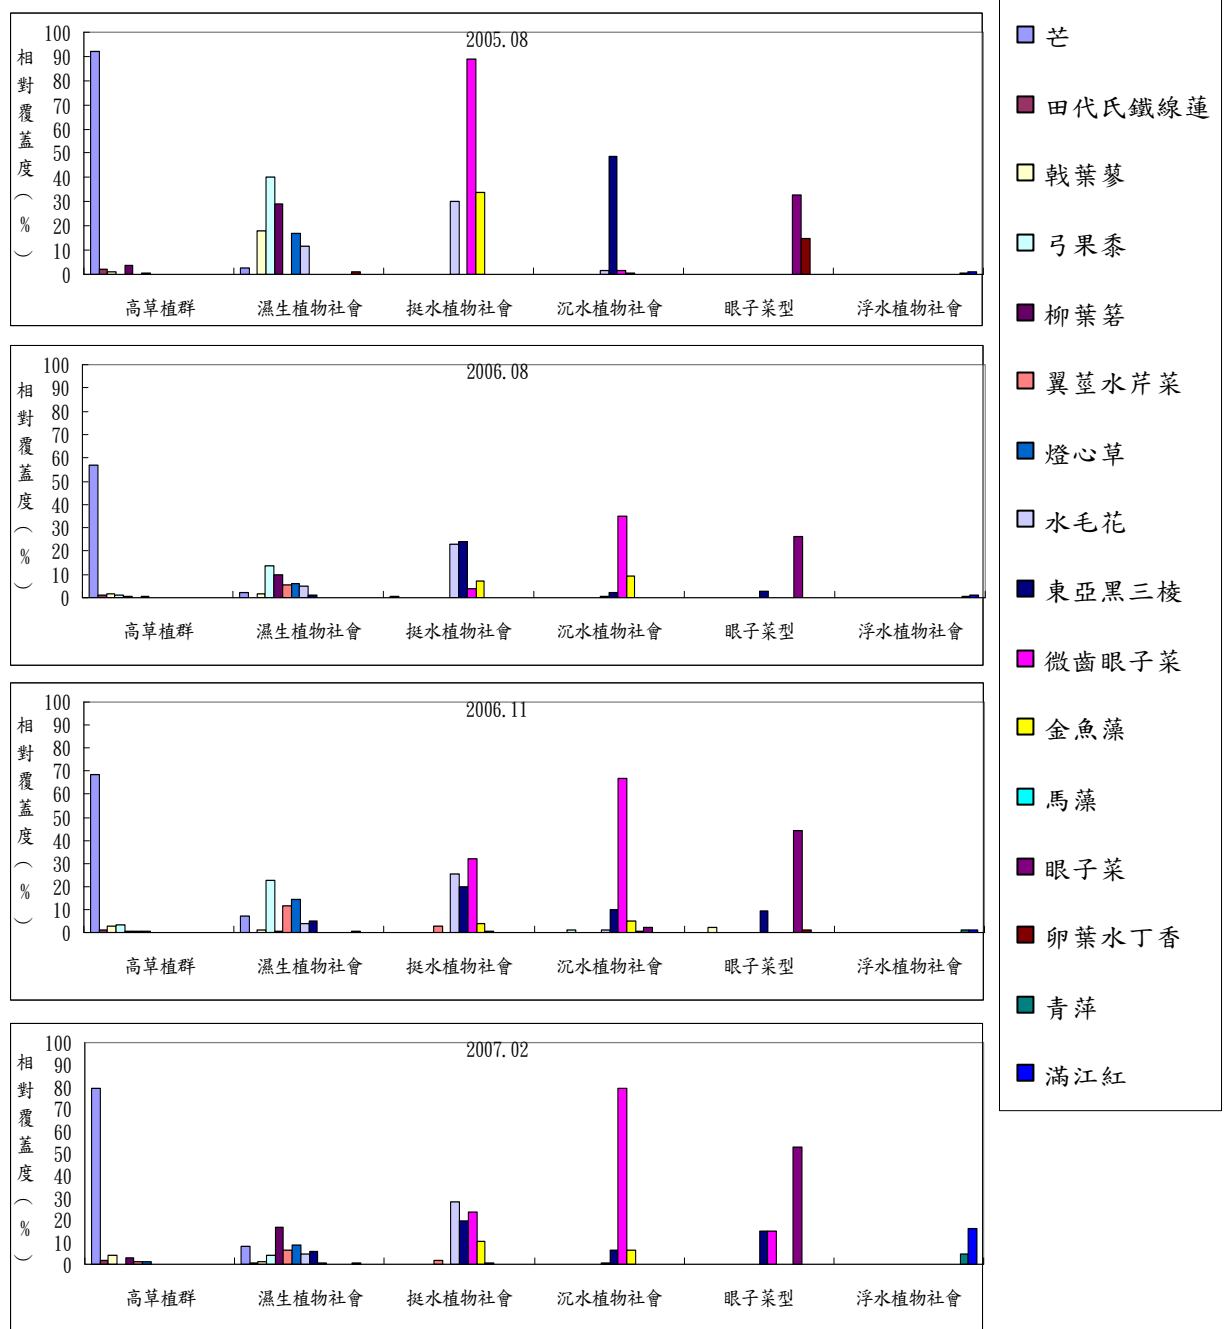 2005.08
相對覆蓋度(%)
100
90
80
70
60
50
40
30
20
10
0
高草植群 濕生植物社會 挺水植物社會 沉水植物社會 眼子菜型 浮水植物社會
2006.08
相對覆蓋度(%)
100
90
80
70
60
50
40
30
20
10
0
高草植群 濕生植物社會 挺水植物社會 沉水植物社會 眼子菜型 浮水植物社會
2006.11
相對覆蓋度(%)
100
90
80
70
60
50
40
30
20
10
0
高草植群 濕生植物社會 挺水植物社會 沉水植物社會 眼子菜型 浮水植物社會
2007.02
相對覆蓋度(%)
100
90
80
70
60
50
40
30
20
10
0
高草植群 濕生植物社會 挺水植物社會 沉水植物社會 眼子菜型 浮水植物社會
芒
田代氏鐵線蓮
戟葉蓼
弓果黍
柳葉箬
翼莖水芹菜
燈心草
水毛花
東亞黑三棱
微齒眼子菜
金魚藻
馬藻
眼子菜
卵葉水丁香
青萍
滿江紅